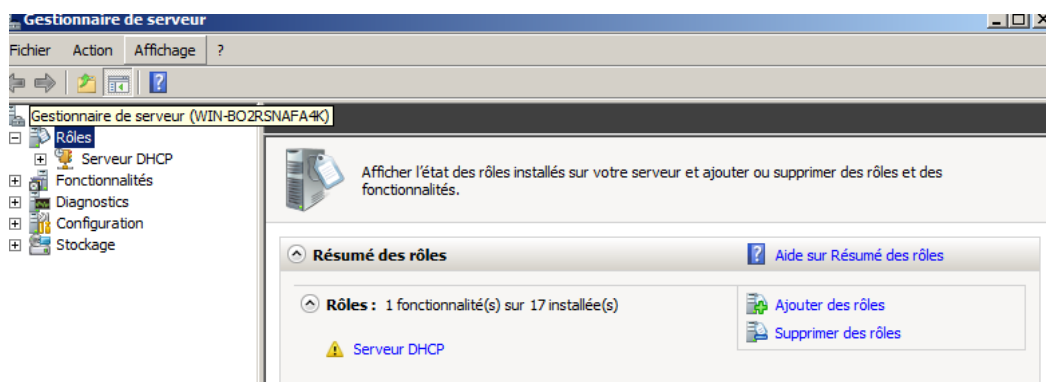 Gestionnaire de serveur
Fichier Action Affichage ?
Gestionnaire de serveur (WIN-BO2RSNAFA4K)
Rôles
Serveur DHCP
Fonctionnalités
Diagnostics
Configuration
Stockage
Afficher l'état des rôles installés sur votre serveur et ajouter ou supprimer des rôles et des
fonctionnalités.
Résumé des rôles
Aide sur Résumé des rôles
Rôles : 1 fonctionnalité(s) sur 17 installée(s)
Serveur DHCP
Ajouter des rôles
Supprimer des rôles